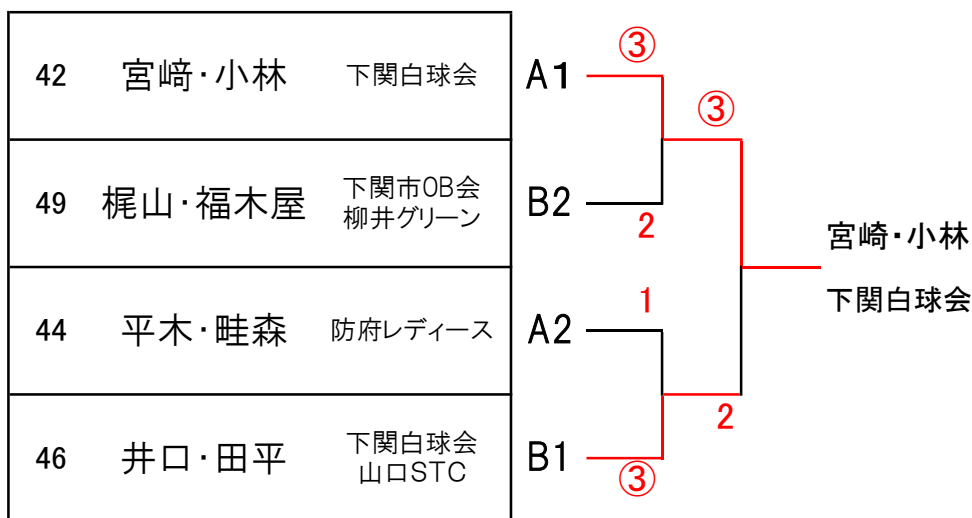 42 宮﨑・小林 下関白球会 A1 ③
③
49 梶山・福木屋 下関市OB会 B2 2
柳井グリーン
宮崎・小林
下関白球会
44 平木・畦森 防府レディース A2 1
2
46 井口・田平 下関白球会 B1 ③
山口STC